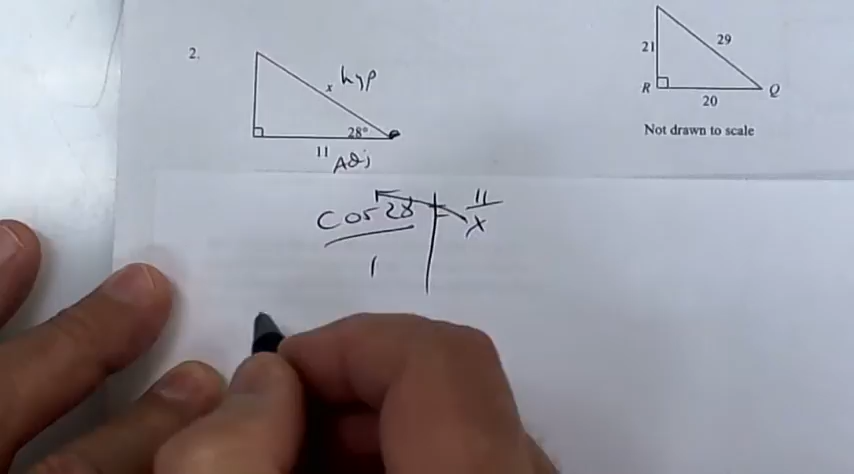 2.
x hyp
28°
11
Adj
21
29
R
Q
20
Not drawn to scale
cos 28 = 11
x
1